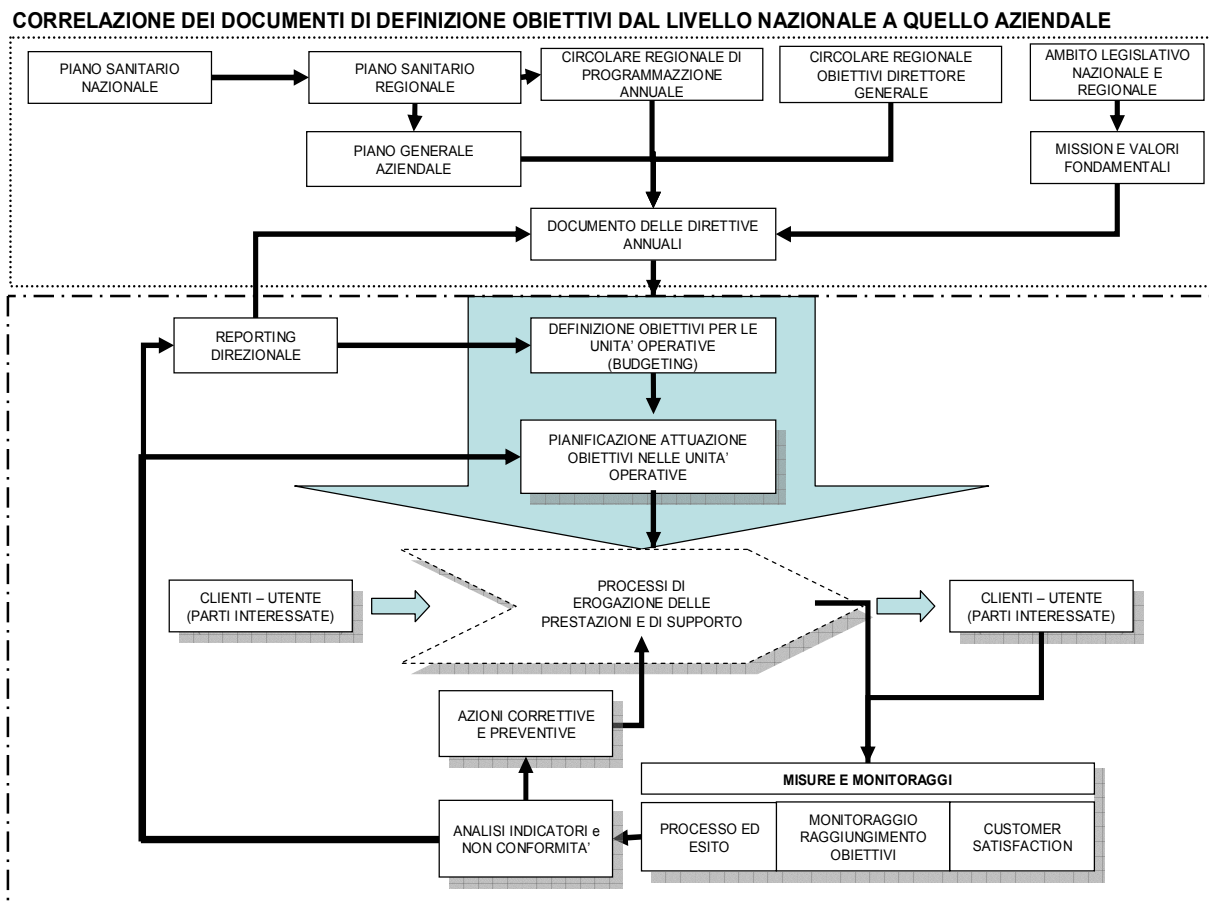 CORRELAZIONE DEI DOCUMENTI DI DEFINIZIONE OBIETTIVI DAL LIVELLO NAZIONALE A QUELLO AZIENDALE
PIANO SANITARIO
NAZIONALE
PIANO SANITARIO
REGIONALE
CIRCOLARE REGIONALE DI
PROGRAMMAZZIONE
ANNUALE
CIRCOLARE REGIONALE
OBIETTIVI DIRETTORE
GENERALE
AMBITO LEGISLATIVO
NAZIONALE E
REGIONALE
PIANO GENERALE
AZIENDALE
MISSION E VALORI
FONDAMENTALI
DOCUMENTO DELLE DIRETTIVE
ANNUALI
REPORTING
DIREZIONALE
DEFINIZIONE OBIETTIVI PER LE
UNITA’ OPERATIVE
(BUDGETING)
PIANIFICAZIONE ATTUAZIONE
OBIETTIVI NELLE UNITA’
OPERATIVE
CLIENTI – UTENTE
(PARTI INTERESSATE)
PROCESSI DI
EROGAZIONE DELLE
PRESTAZIONI E DI SUPPORTO
CLIENTI – UTENTE
(PARTI INTERESSATE)
AZIONI CORRETTIVE
E PREVENTIVE
MISURE E MONITORAGGI
ANALISI INDICATORI e
NON CONFORMITA’
PROCESSO ED
ESITO
MONITORAGGIO
RAGGIUNGIMENTO
OBIETTIVI
CUSTOMER
SATISFACTION